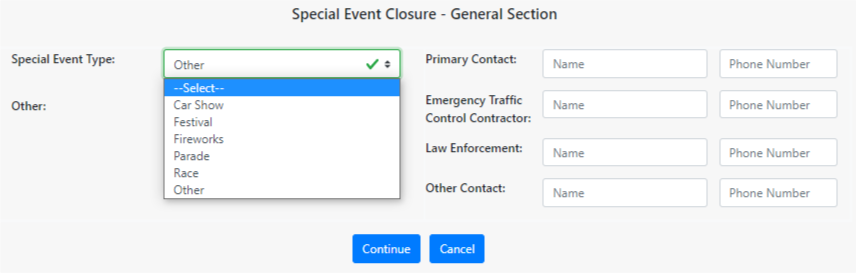 Special Event Closure - General Section
Special Event Type:
Other
--Select--
Car Show
Festival
Fireworks
Parade
Race
Other
Other:
Primary Contact:
Name
Phone Number
Emergency Traffic
Control Contractor:
Name
Phone Number
Law Enforcement:
Name
Phone Number
Other Contact:
Name
Phone Number
Continue
Cancel